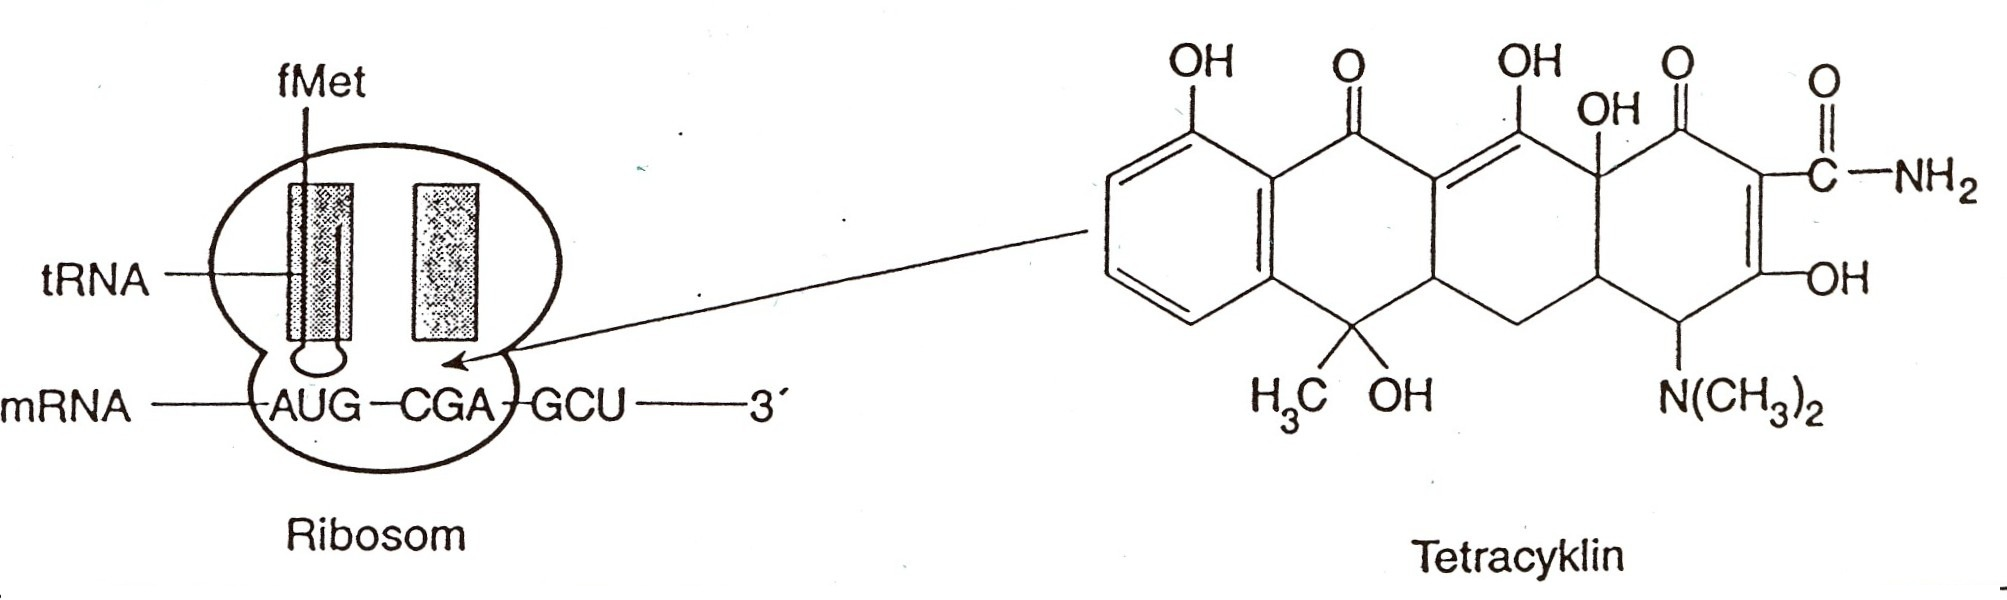 fMet
tRNA
mRNA
AUG
CGA
GCU
3´
Ribosom
OH
O
OH
OH
O
O
C
NH2
OH
H3C
OH
N(CH3)2
Tetracyklin